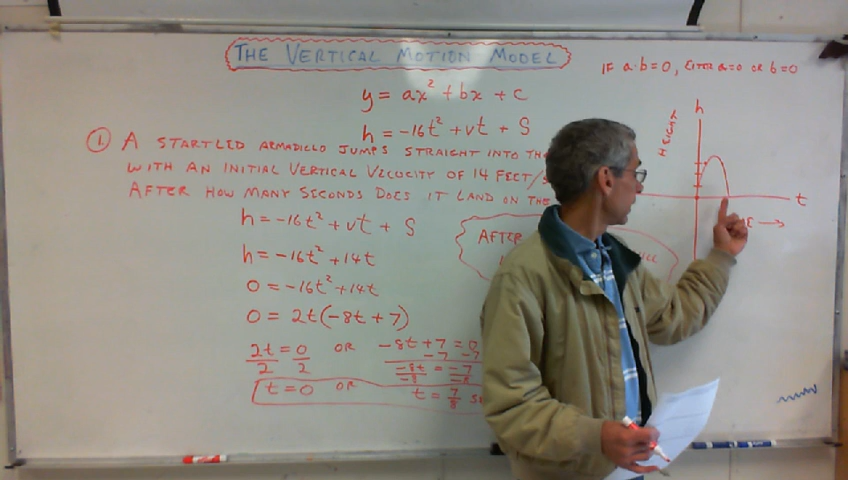 THE VERTICAL MOTION MODEL
IF a·b=0, EITHER a=0 OR b=0
y = ax² + bx + c
h = -16t² + vt + S
① A STARTLED ARMADILLO JUMPS STRAIGHT INTO
WITH AN INITIAL VERTICAL VELOCITY OF 14 FEET/
AFTER HOW MANY SECONDS DOES IT LAND ON THE
h = -16t² + vt + S
h = -16t² + 14t
0 = -16t² + 14t
0 = 2t(-8t + 7)
2t/2 = 0/2 OR -8t + 7 = 0
-7 -7
-8t/-8 = -7/-8
t = 0 OR t = 7/8
AFTER
h
HEIGHT
t